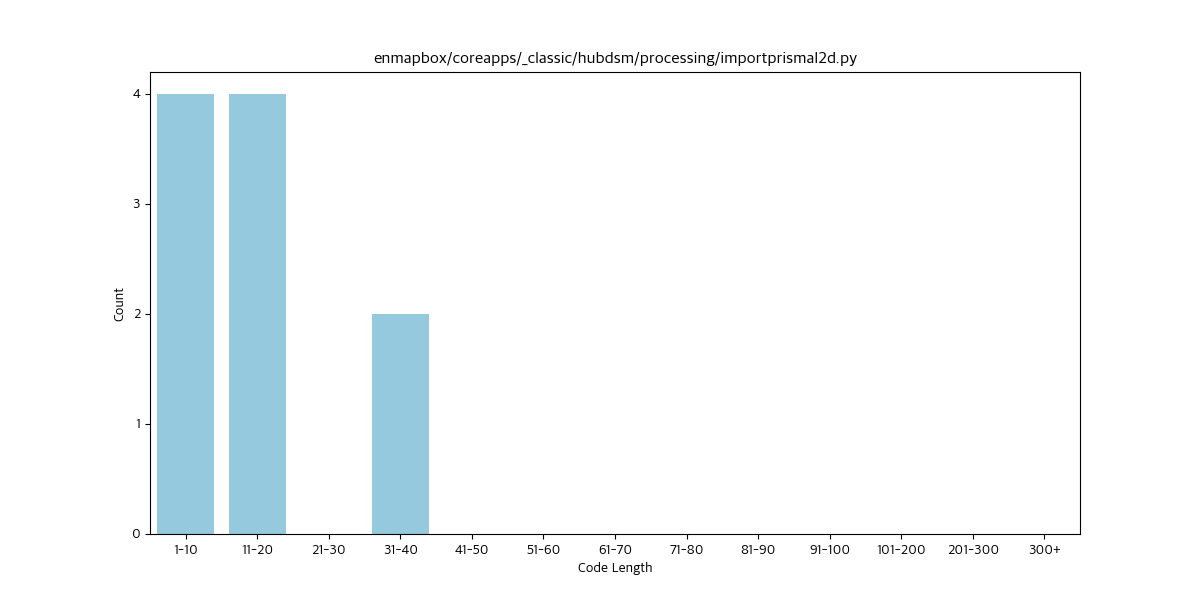 enmapbox/coreapps/_classic/hubdsm/processing/importprismal2d.py
4
3
2
1
0
Count
1-10 11-20 21-30 31-40 41-50 51-60 61-70 71-80 81-90 91-100 101-200 201-300 300+
Code Length